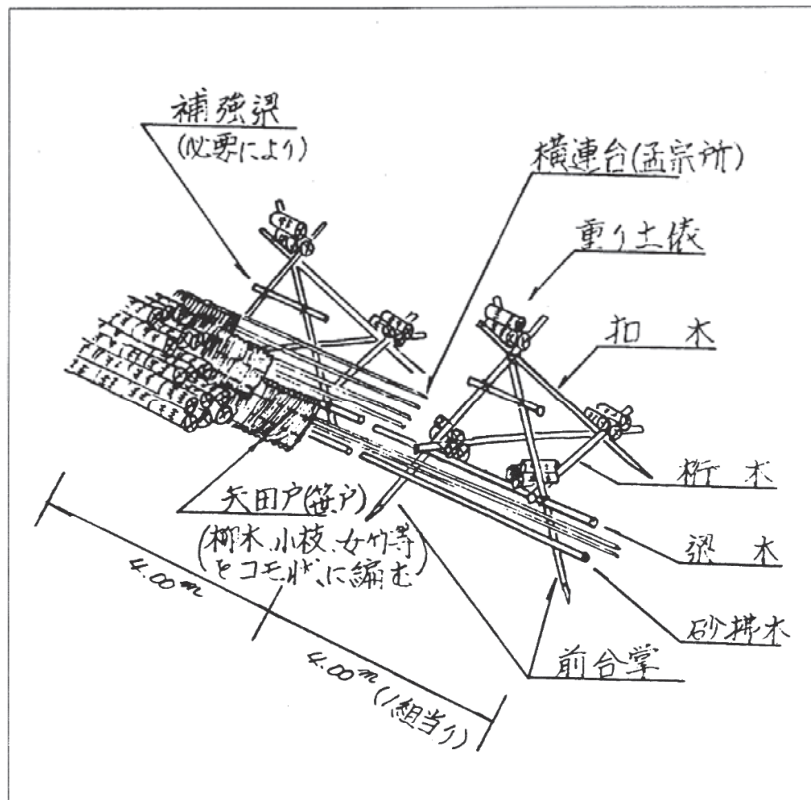 補強梁
(必要により)
横連台(孟宗所)
重り土俵
扣木
桁木
梁木
砂拂木
前合掌
矢田戸(笹戸)
(柳木、小枝、女竹等
をコモ状に編む)
4.00m
4.00m(1組当り)